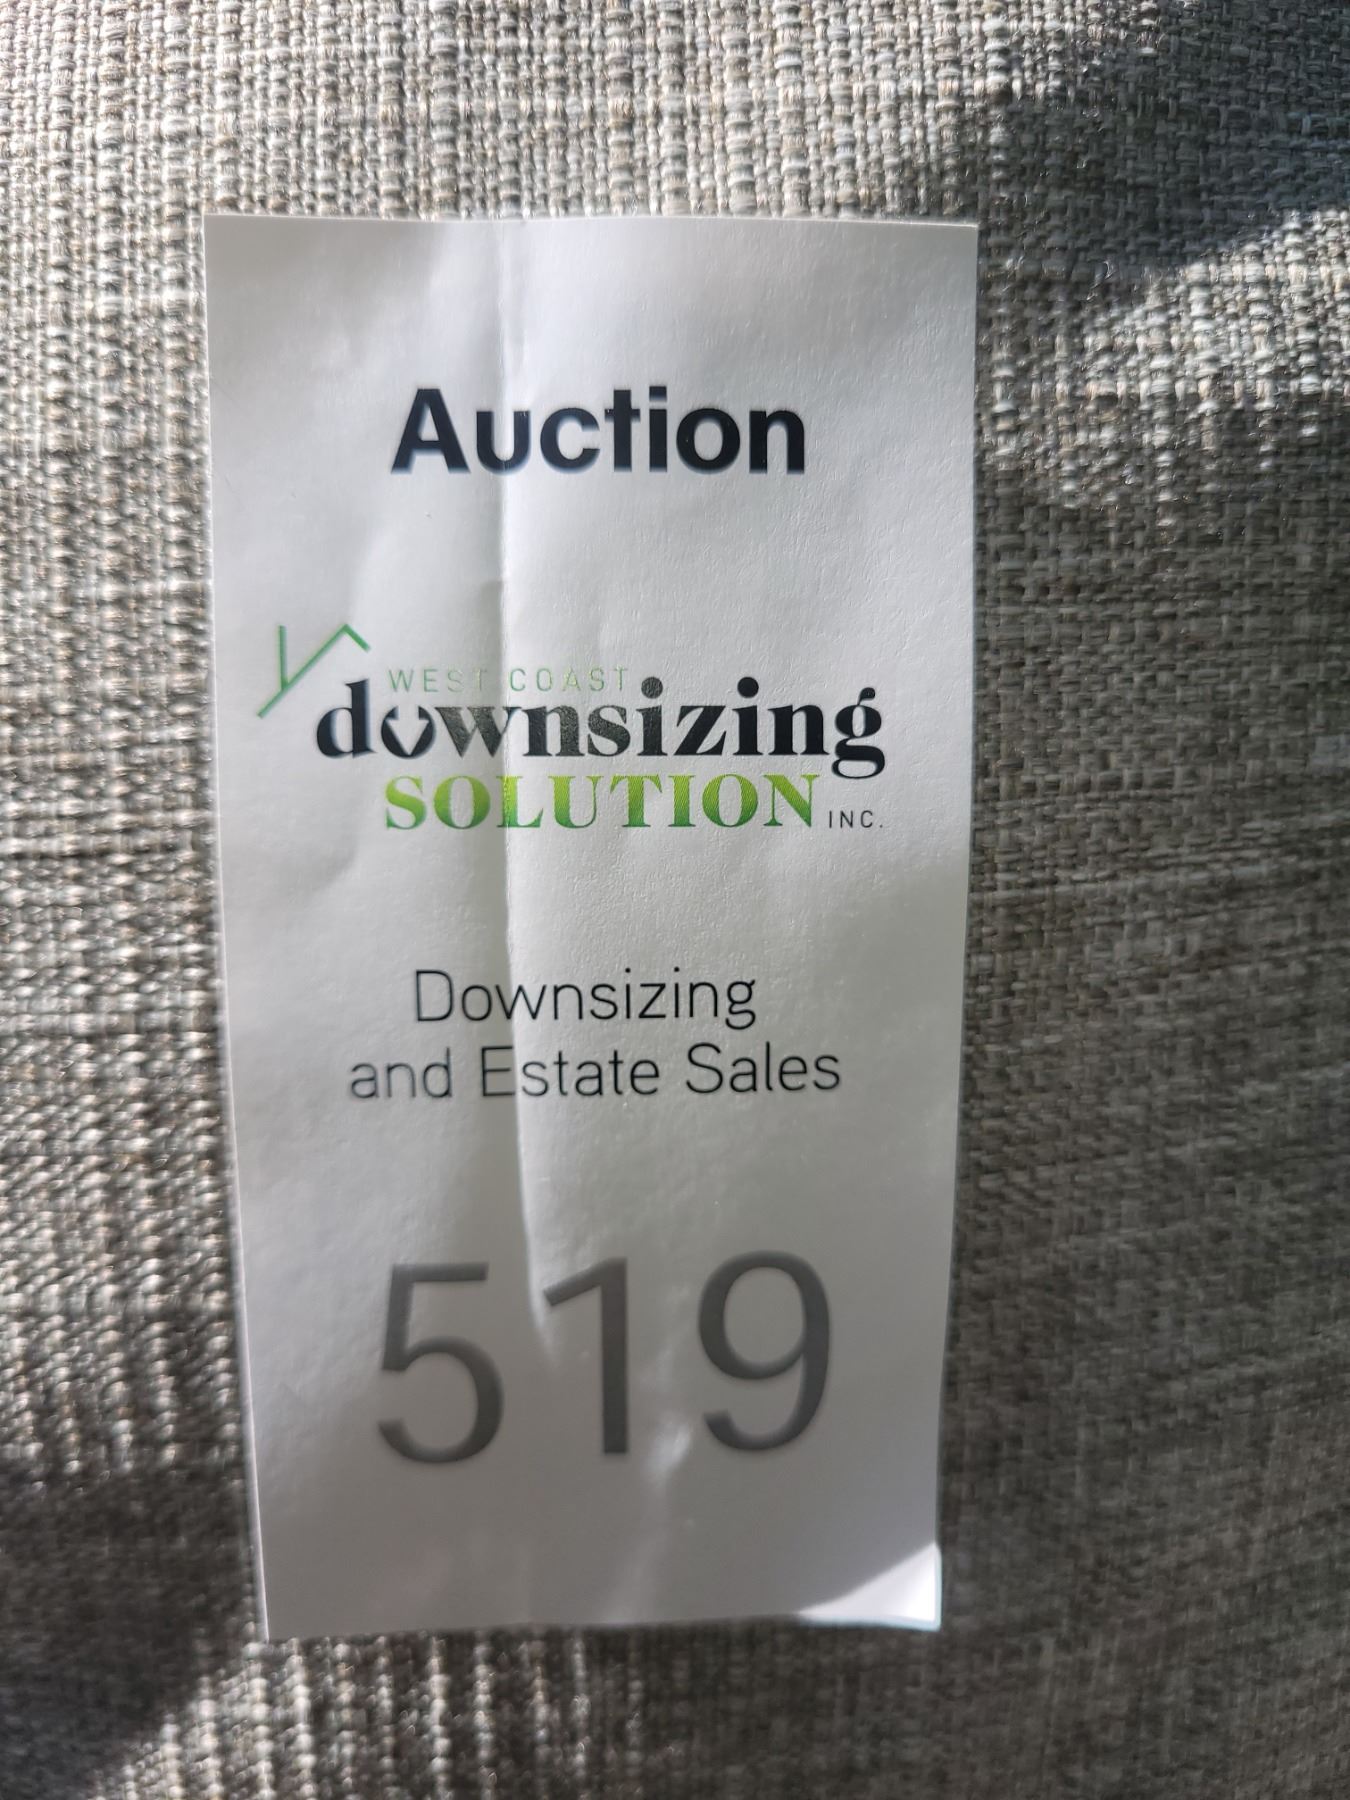 Auction
WEST COAST
downsizing
SOLUTION INC.
Downsizing
and Estate Sales
519